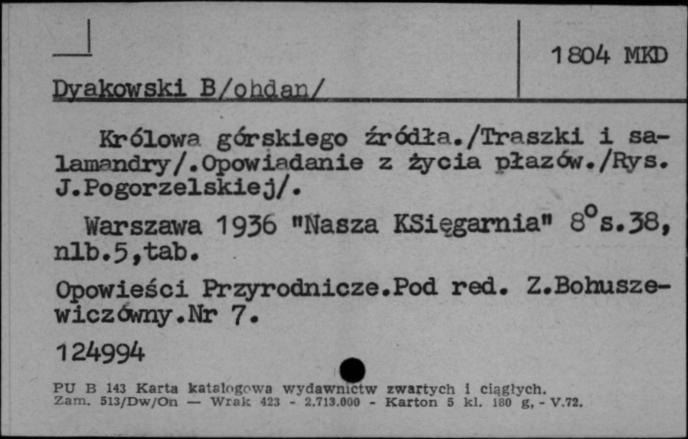 1804 MKD
Dyakowski B/ohdan/
Królowa górskiego źródła./Traszki i sa-
lamandry/.Opowiadanie z życia płazów./Rys.
J.Pogorzelskiej/.
Warszawa 1936 "Nasza KSięgarnia" 8°s.38,
nlb.5,tab.
Opowieści Przyrodnicze.Pod red. Z.Bohusze-
wiczówny.Nr 7.
124994
PU B 143 Karta katalogowa wydawnictw zwartych i ciągłych.
Zam. 513/Dw/On — Wrak 423 - 2.713.000 - Karton 5 kl. 180 g, - V.72.